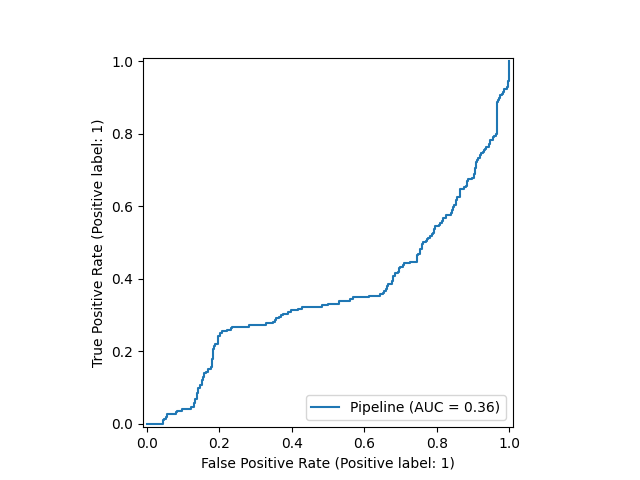 1.0
0.8
0.6
0.4
0.2
0.0
True Positive Rate (Positive label: 1)
Pipeline (AUC = 0.36)
0.0 0.2 0.4 0.6 0.8 1.0
False Positive Rate (Positive label: 1)